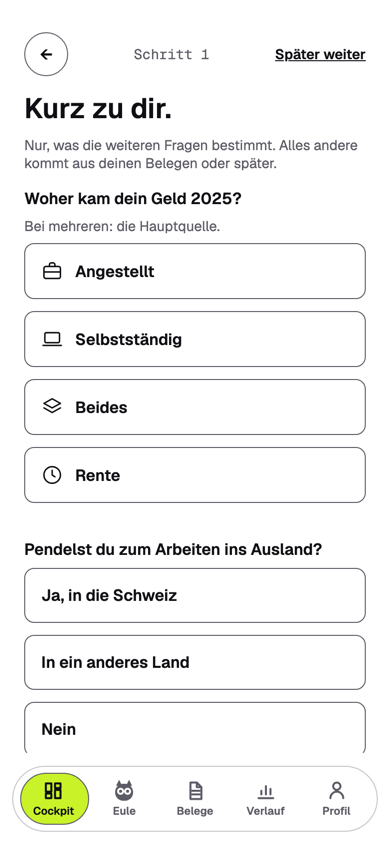 Schritt 1
Später weiter
Kurz zu dir.
Nur, was die weiteren Fragen bestimmt. Alles andere
kommt aus deinen Belegen oder später.
Woher kam dein Geld 2025?
Bei mehreren: die Hauptquelle.
Angestellt
Selbstständig
Beides
Rente
Pendelst du zum Arbeiten ins Ausland?
Ja, in die Schweiz
In ein anderes Land
Nein
Cockpit
Eule
Belege
Verlauf
Profil